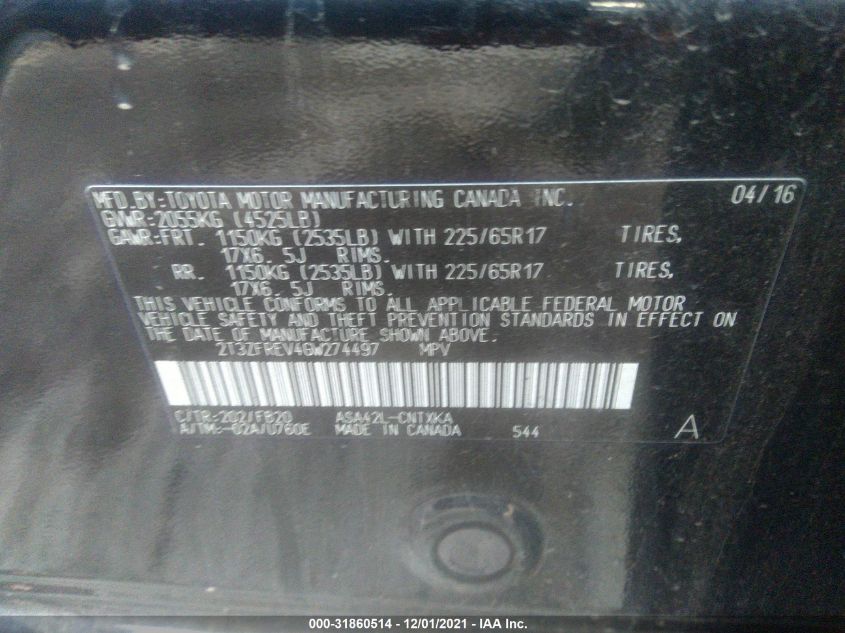 MFD.BY:TOYOTA MOTOR MANUFACTURING CANADA INC. 04/16
GVWR:2055KG (4525LB)
GAWR:FRT. 1150KG (2535LB) WITH 225/65R17 TIRES,
17X6.5J RIMS.
RR. 1150KG (2535LB) WITH 225/65R17 TIRES,
17X6.5J RIMS.
THIS VEHICLE CONFORMS TO ALL APPLICABLE FEDERAL MOTOR
VEHICLE SAFETY AND THEFT PREVENTION STANDARDS IN EFFECT ON
THE DATE OF MANUFACTURE SHOWN ABOVE.
2T3ZFREV4GW274497 MPV
C/TR:202/FB20 ASA42L-CNTXKA
A/TM:-02A/U760E MADE IN CANADA 544 A
000-31860514 - 12/01/2021 - IAA Inc.